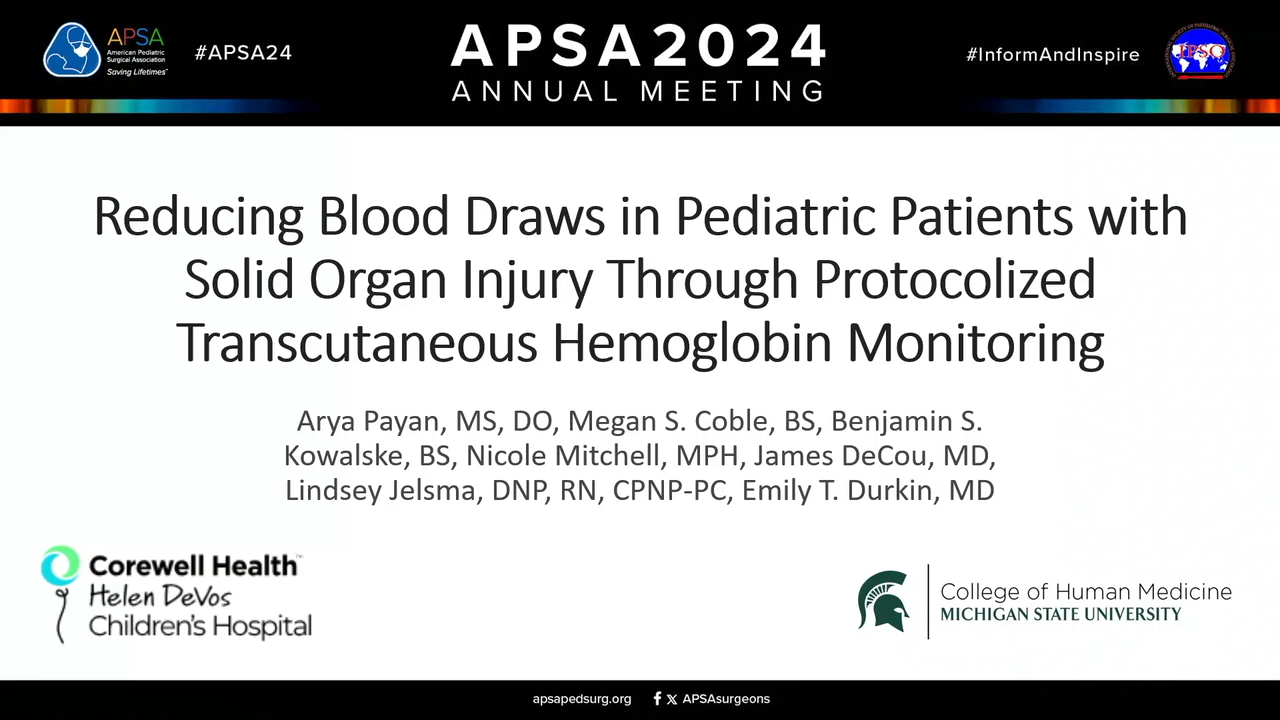 APSA
American Pediatric
Surgical Association
Saving Lifetimes
#APSA24
APSA2024
ANNUAL MEETING
#InformAndInspire
IPSO
Reducing Blood Draws in Pediatric Patients with
Solid Organ Injury Through Protocolized
Transcutaneous Hemoglobin Monitoring
Arya Payan, MS, DO, Megan S. Coble, BS, Benjamin S.
Kowalske, BS, Nicole Mitchell, MPH, James DeCou, MD,
Lindsey Jelsma, DNP, RN, CPNP-PC, Emily T. Durkin, MD
Corewell Health™
Helen DeVos
Children's Hospital
College of Human Medicine
MICHIGAN STATE UNIVERSITY
apsapedsurg.org
f X APSAsurgeons